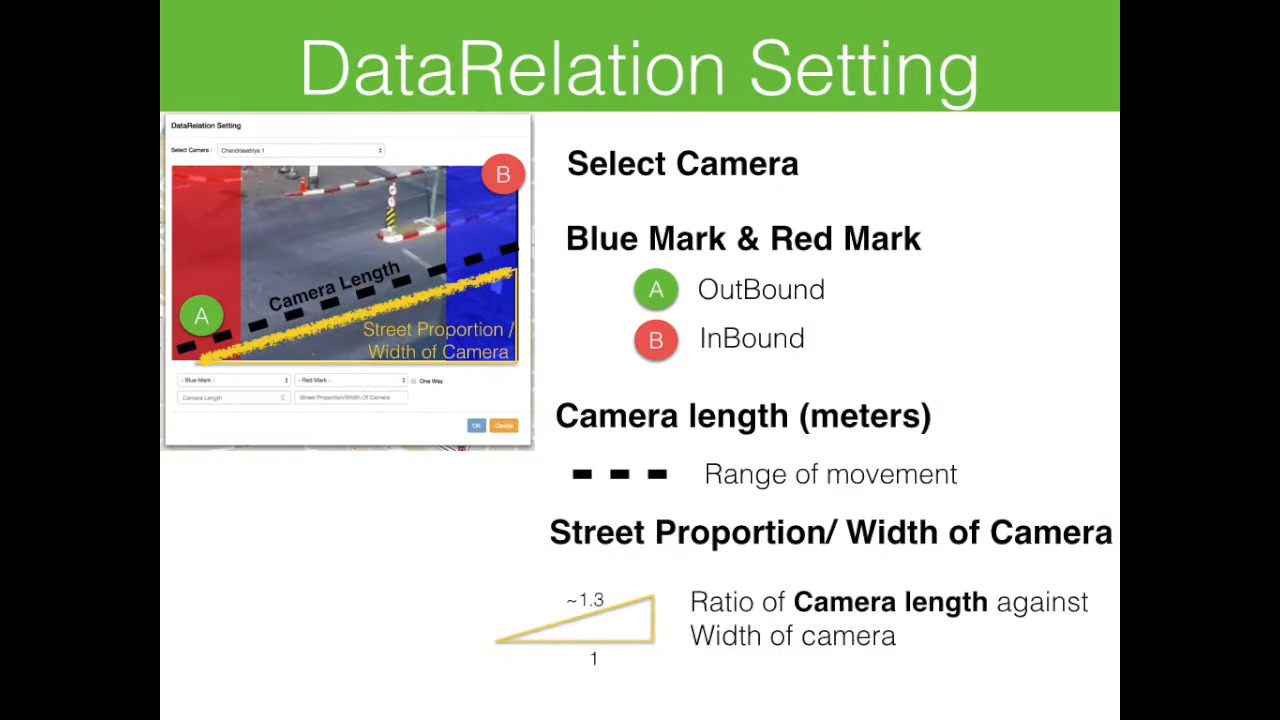 DataRelation Setting
DataRelation Setting
Select Camera :
Chandrasatitya 1
B
Camera Length
A
Street Proportion /
Width of Camera
- Blue Mark -
- Red Mark -
One Way
Camera Length
Street Proportion/Width Of Camera
OK
Cancel
Select Camera
Blue Mark & Red Mark
A OutBound
B InBound
Camera length (meters)
Range of movement
Street Proportion/ Width of Camera
~1.3
1
Ratio of Camera length against
Width of camera